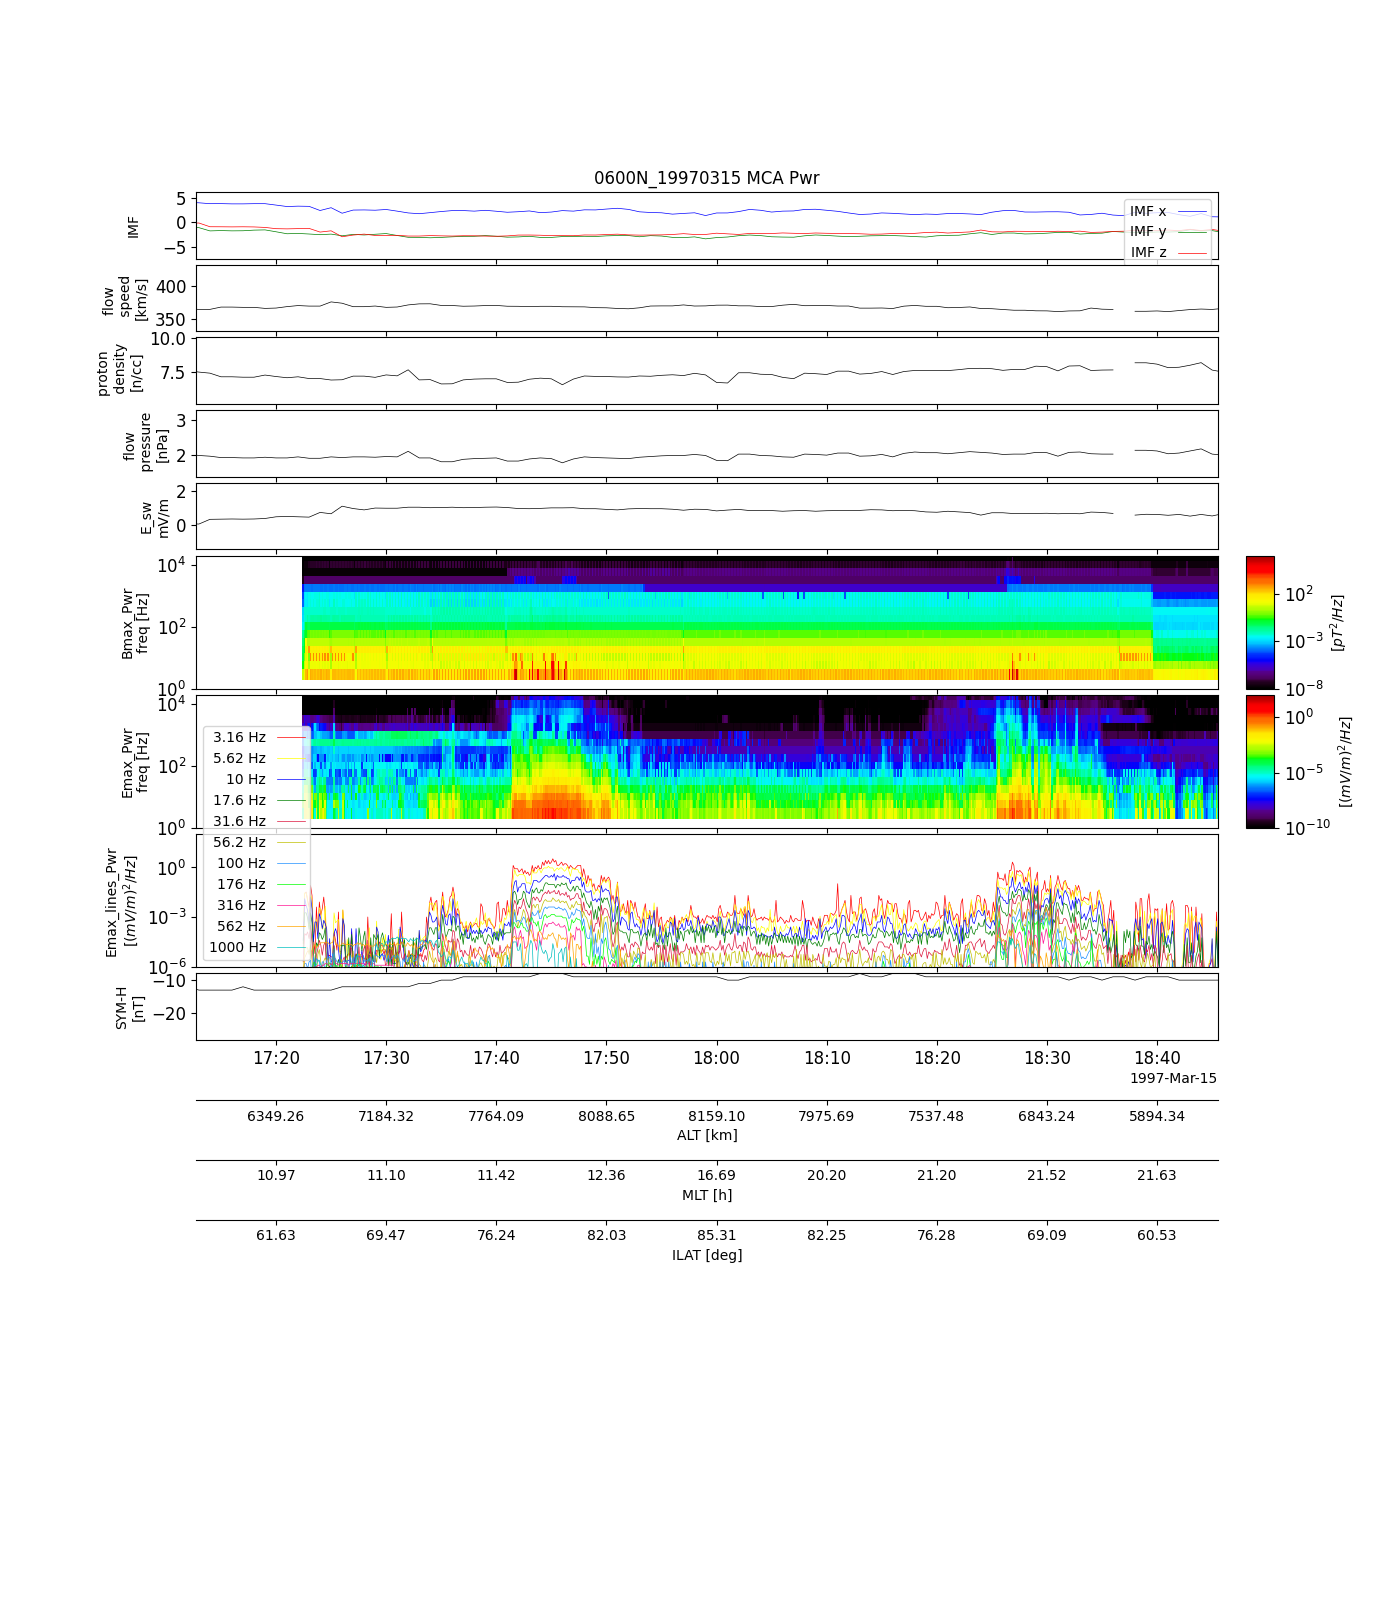 0600N_19970315 MCA Pwr
5
0
−5
IMF
IMF x
IMF y
IMF z
400
350
flow
speed
[km/s]
10.0
7.5
proton
density
[n/cc]
3
2
flow
pressure
[nPa]
2
0
E_sw
mV/m
10^4
10^2
10^0
Bmax_Pwr
freq [Hz]
10^2
10^−3
10^−8
[pT^2/Hz]
10^4
10^2
10^0
Emax_Pwr
freq [Hz]
10^0
10^−5
10^−10
[(mV/m)^2/Hz]
3.16 Hz
5.62 Hz
10 Hz
17.6 Hz
31.6 Hz
56.2 Hz
100 Hz
176 Hz
316 Hz
562 Hz
1000 Hz
10^0
10^−3
10^−6
Emax_lines_Pwr
[(mV/m)^2/Hz]
−10
−20
SYM-H
[nT]
17:20 17:30 17:40 17:50 18:00 18:10 18:20 18:30 18:40
1997-Mar-15
6349.26 7184.32 7764.09 8088.65 8159.10 7975.69 7537.48 6843.24 5894.34
ALT [km]
10.97 11.10 11.42 12.36 16.69 20.20 21.20 21.52 21.63
MLT [h]
61.63 69.47 76.24 82.03 85.31 82.25 76.28 69.09 60.53
ILAT [deg]